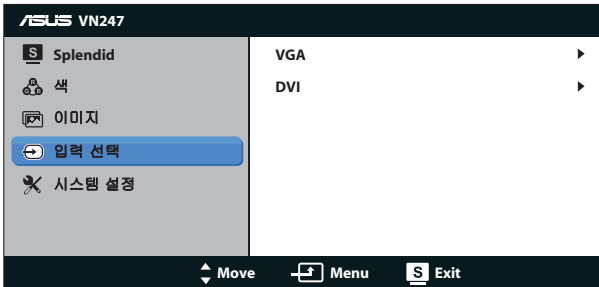 ASUS VN247
S Splendid
색
이미지
입력 선택
시스템 설정
VGA
DVI
Move Menu S Exit